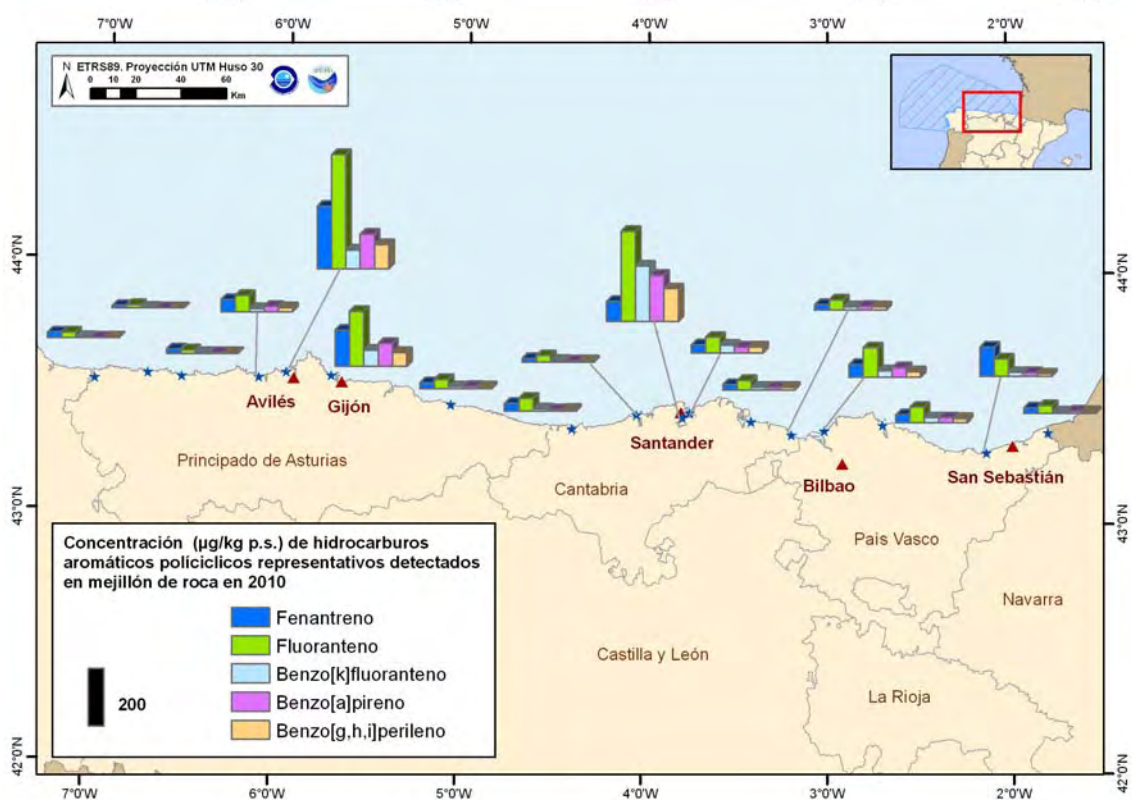 7°0'W 6°0'W 5°0'W 4°0'W 3°0'W 2°0'W
N ETRS89. Proyección UTM Huso 30
0 10 20 40 60
Km
44°0'N 44°0'N
Avilés
Gijón
Santander
Bilbao
San Sebastián
Principado de Asturias
Cantabria
43°0'N 43°0'N
Pais Vasco
Navarra
Castilla y León
La Rioja
Concentración (µg/kg p.s.) de hidrocarburos
aromáticos policiclicos representativos detectados
en mejillón de roca en 2010
Fenantreno
Fluoranteno
Benzo[k]fluoranteno
Benzo[a]pireno
Benzo[g,h,i]perileno
200
42°0'N 42°0'N
7°0'W 6°0'W 5°0'W 4°0'W 3°0'W 2°0'W